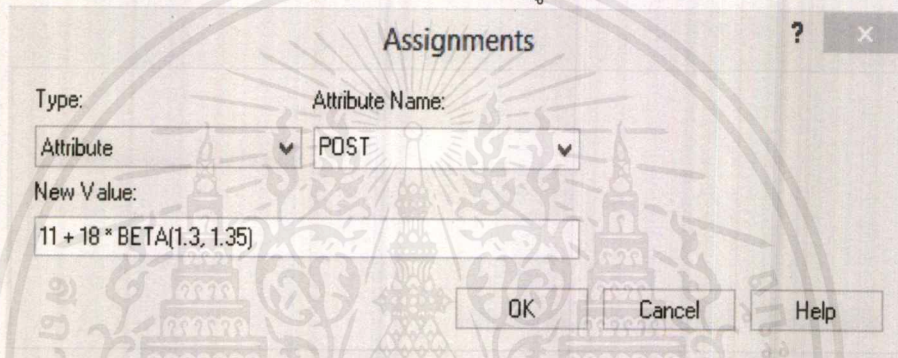 Assignments ?
Type: Attribute Name:
Attribute POST
New Value:
11 + 18 * BETA(1.3, 1.35)
OK Cancel Help